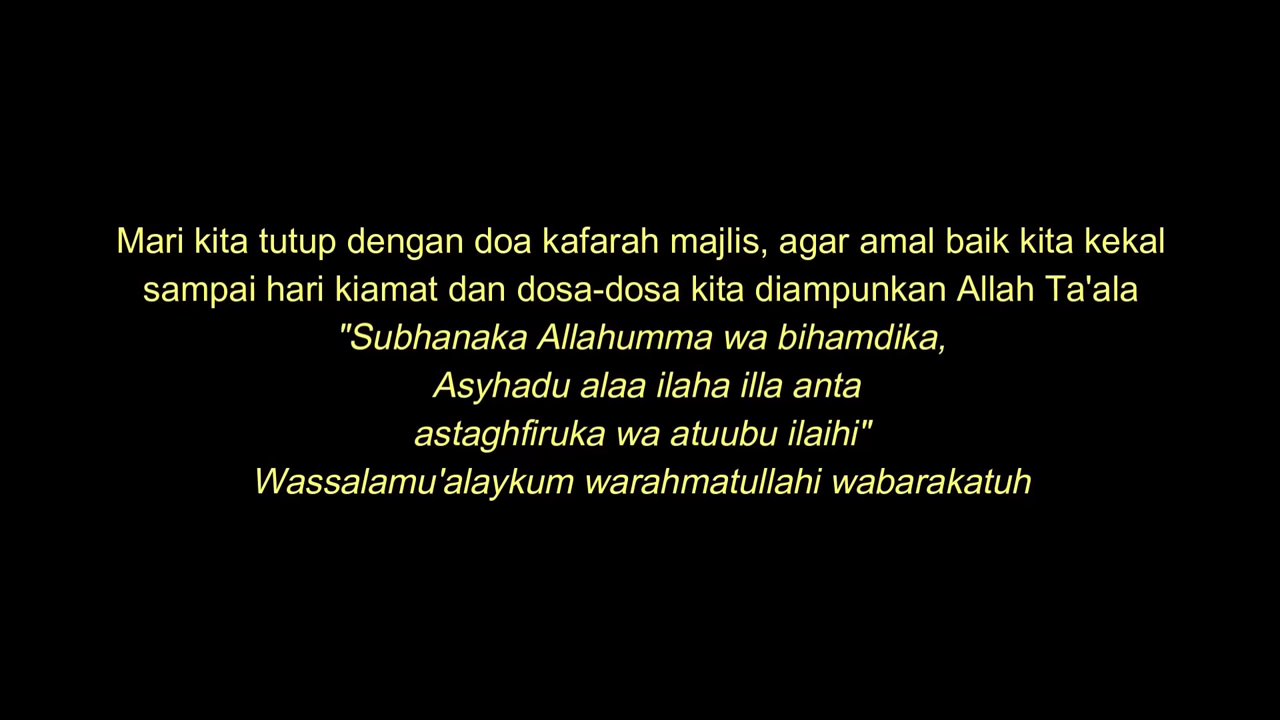 Mari kita tutup dengan doa kafarah majlis, agar amal baik kita kekal
sampai hari kiamat dan dosa-dosa kita diampunkan Allah Ta'ala
"Subhanaka Allahumma wa bihamdika,
Asyhadu alaa ilaha illa anta
astaghfiruka wa atuubu ilaihi"
Wassalamu'alaykum warahmatullahi wabarakatuh